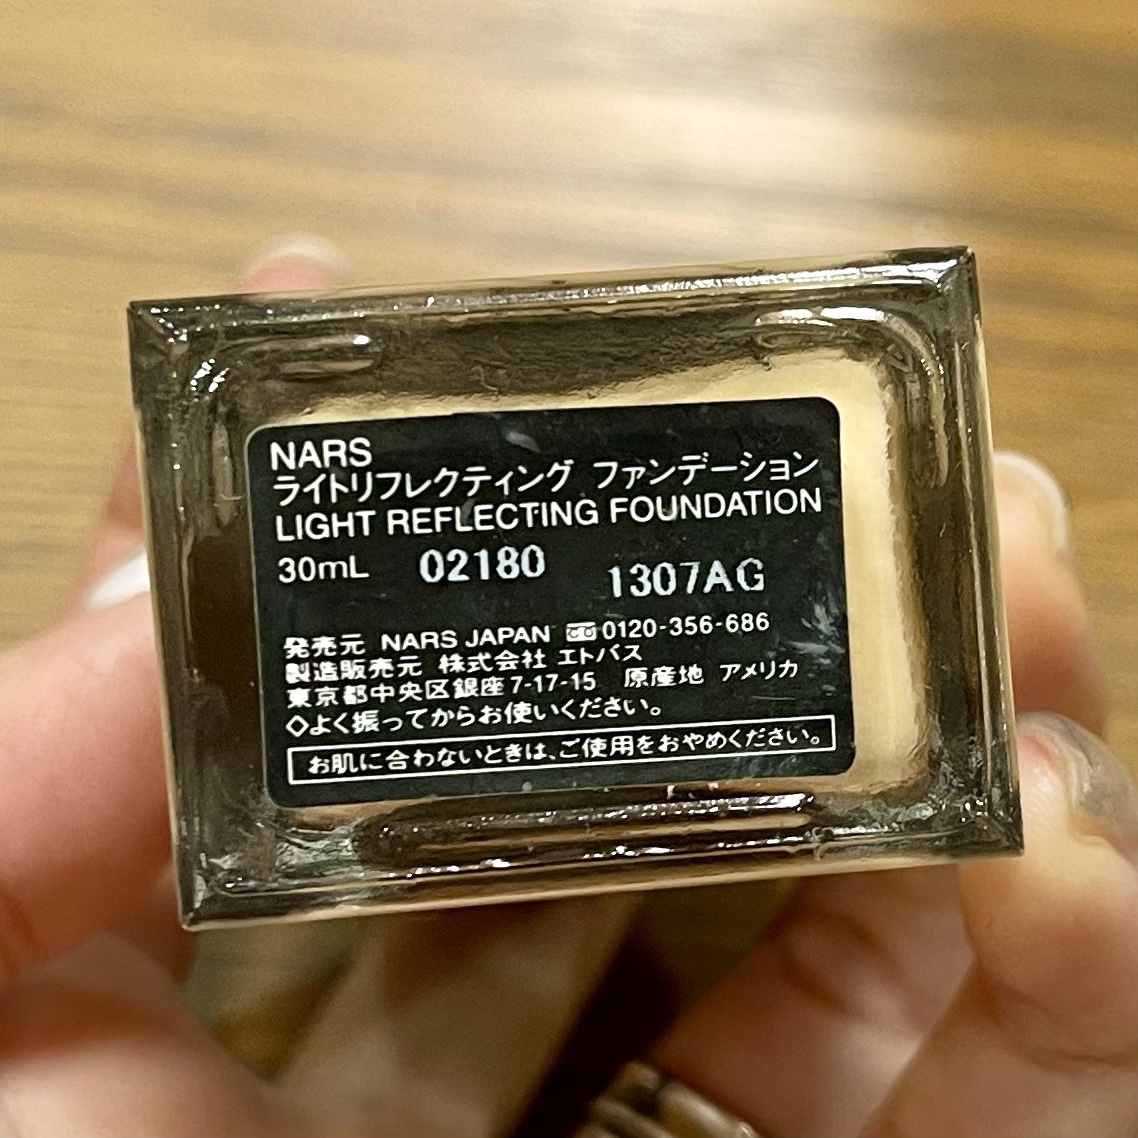 NARS
ライトリフレクティング ファンデーション
LIGHT REFLECTING FOUNDATION
30mL 02180 1307AG
発売元 NARS JAPAN 0120-356-686
製造販売元 株式会社 エトバス
東京都中央区銀座7-17-15 原産地 アメリカ
◇よく振ってからお使いください。
お肌に合わないときは、ご使用をおやめください。